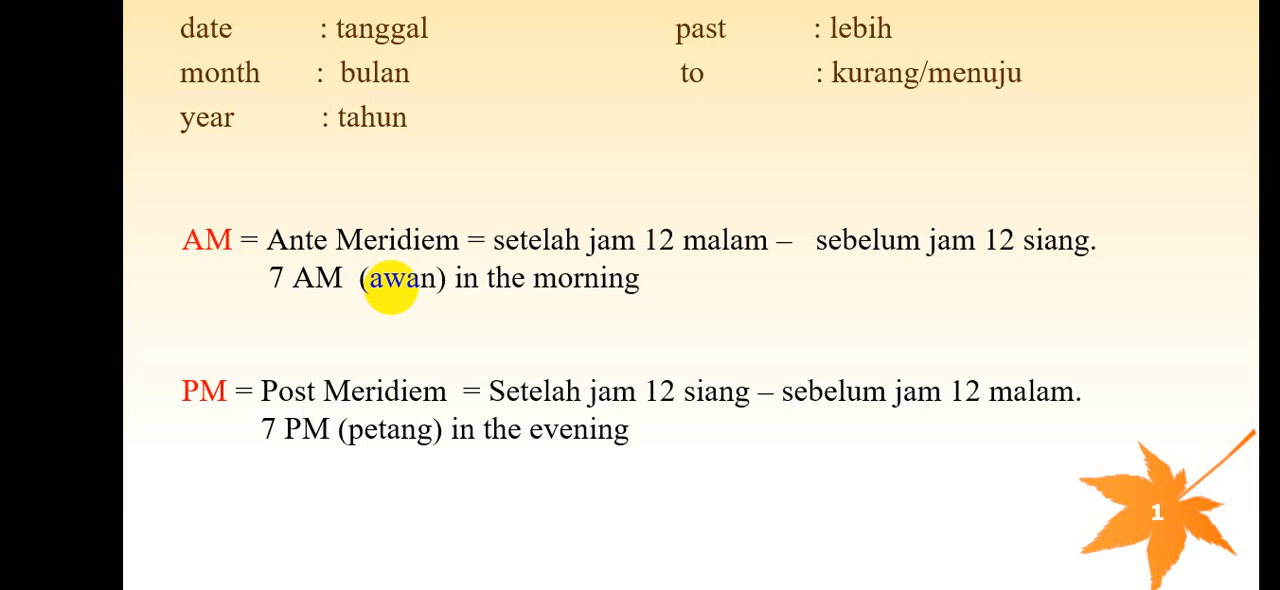 date : tanggal past : lebih
month : bulan to : kurang/menuju
year : tahun
AM = Ante Meridiem = setelah jam 12 malam – sebelum jam 12 siang.
7 AM (awan) in the morning
PM = Post Meridiem = Setelah jam 12 siang – sebelum jam 12 malam.
7 PM (petang) in the evening
1